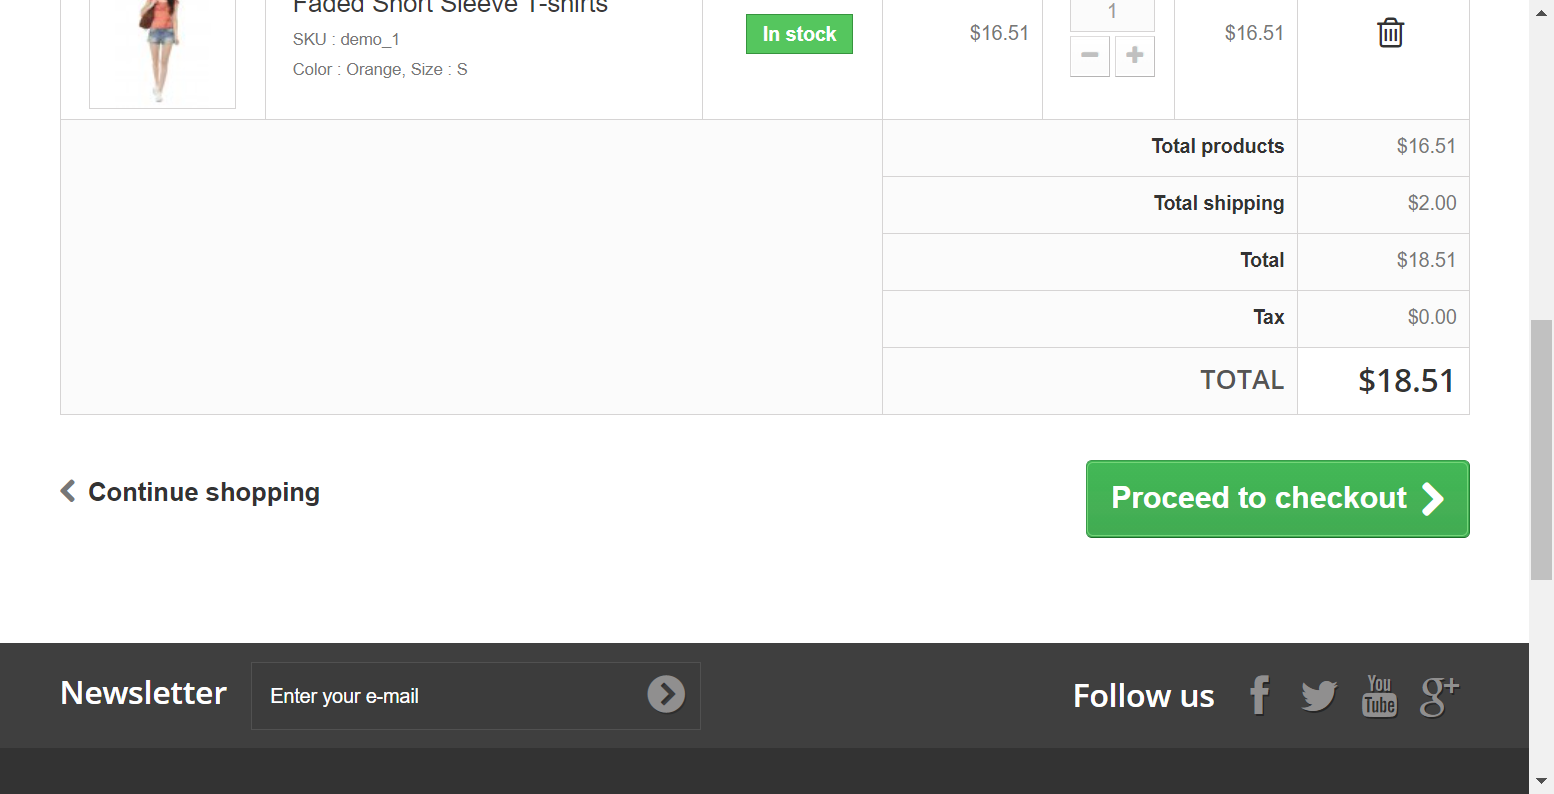 Faded Short Sleeve T-shirts
SKU : demo_1
Color : Orange, Size : S
In stock
$16.51
1
$16.51
Total products $16.51
Total shipping $2.00
Total $18.51
Tax $0.00
TOTAL $18.51
Continue shopping
Proceed to checkout
Newsletter
Enter your e-mail
Follow us
You
Tube
g+